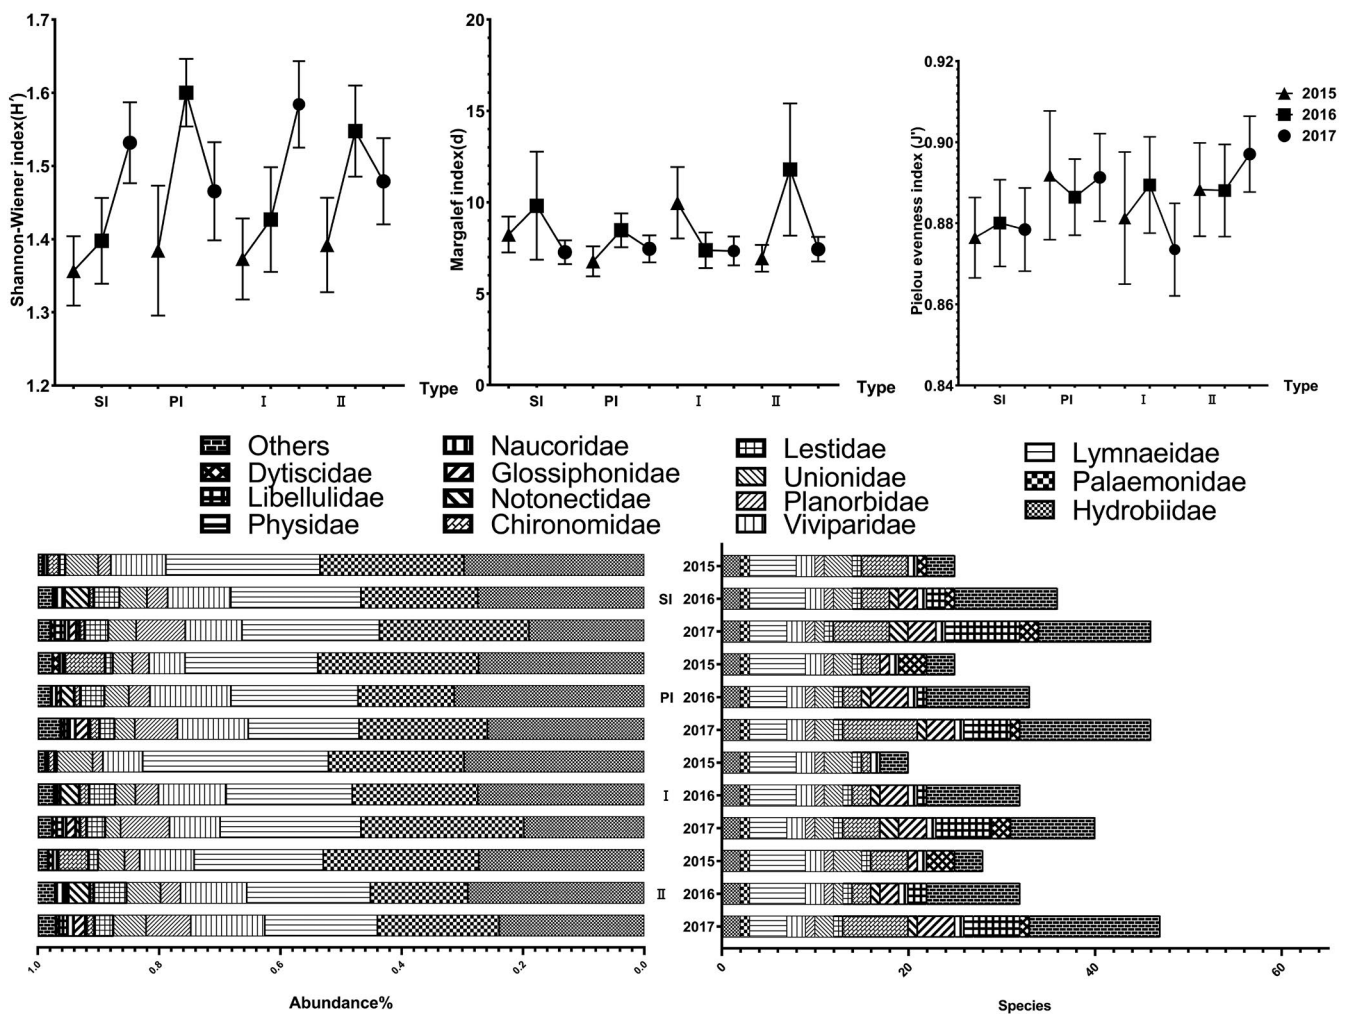 Shannon-Wiener index(H')
1.7
1.6
1.5
1.4
1.3
1.2
SI PI I II
Type
Margalef index(d)
20
15
10
5
0
SI PI I II
Type
Pielou evenness index (J')
0.92
0.90
0.88
0.86
0.84
SI PI I II
Type
2015
2016
2017
Others Naucoridae Lestidae Lymnaeidae
Dytiscidae Glossiphonidae Unionidae Palaemonidae
Libellulidae Notonectidae Planorbidae Hydrobiidae
Physidae Chironomidae Viviparidae
2015
SI 2016
2017
2015
PI 2016
2017
2015
I 2016
2017
2015
II 2016
2017
1.0 0.8 0.6 0.4 0.2 0.0
Abundance%
0 20 40 60
Species